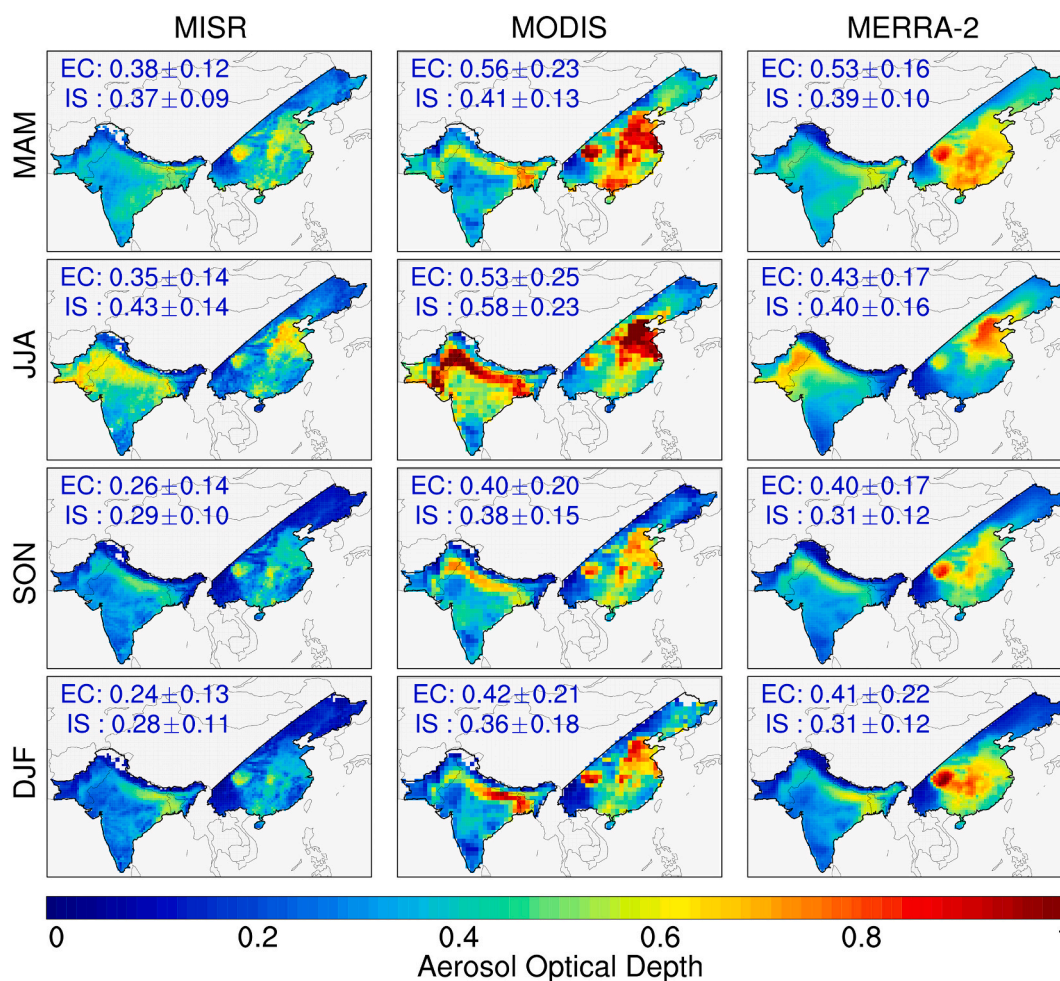 MISR MODIS MERRA-2
MAM
EC: 0.38±0.12
IS : 0.37±0.09
EC: 0.56±0.23
IS : 0.41±0.13
EC: 0.53±0.16
IS : 0.39±0.10
JJA
EC: 0.35±0.14
IS : 0.43±0.14
EC: 0.53±0.25
IS : 0.58±0.23
EC: 0.43±0.17
IS : 0.40±0.16
SON
EC: 0.26±0.14
IS : 0.29±0.10
EC: 0.40±0.20
IS : 0.38±0.15
EC: 0.40±0.17
IS : 0.31±0.12
DJF
EC: 0.24±0.13
IS : 0.28±0.11
EC: 0.42±0.21
IS : 0.36±0.18
EC: 0.41±0.22
IS : 0.31±0.12
0 0.2 0.4 0.6 0.8
Aerosol Optical Depth